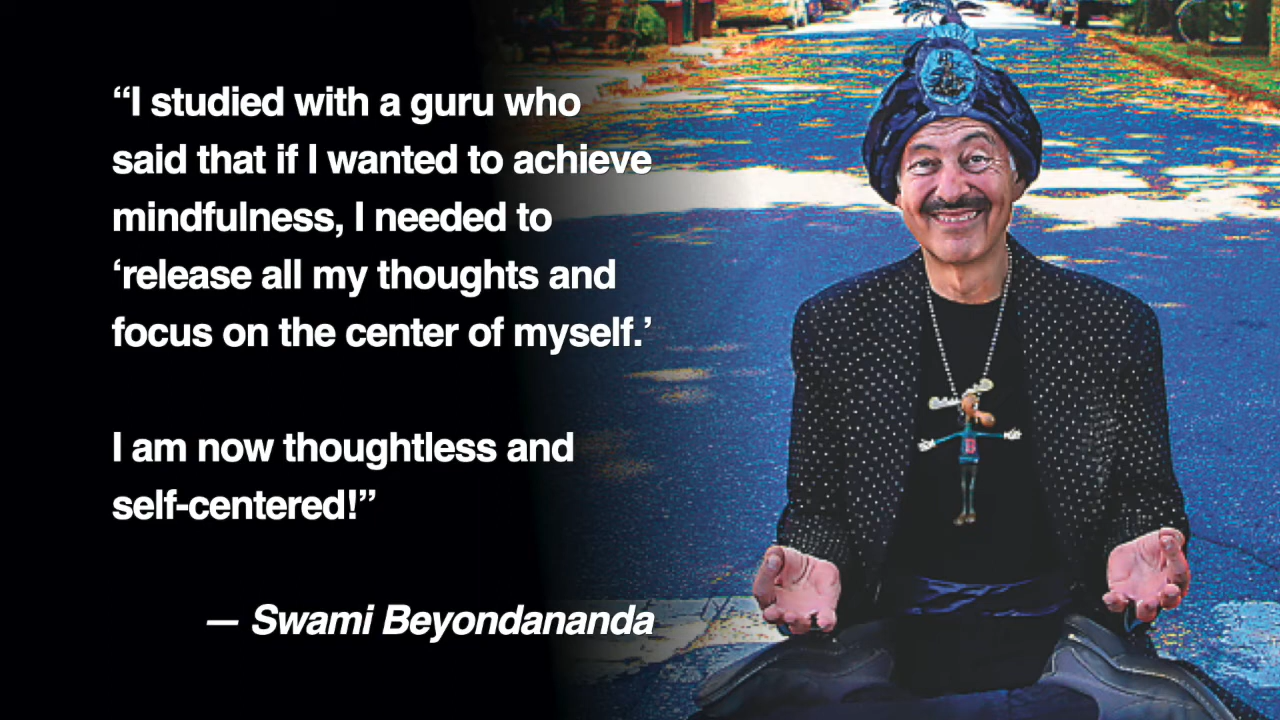 “I studied with a guru who
said that if I wanted to achieve
mindfulness, I needed to
‘release all my thoughts and
focus on the center of myself.’
I am now thoughtless and
self-centered!”
— Swami Beyondananda